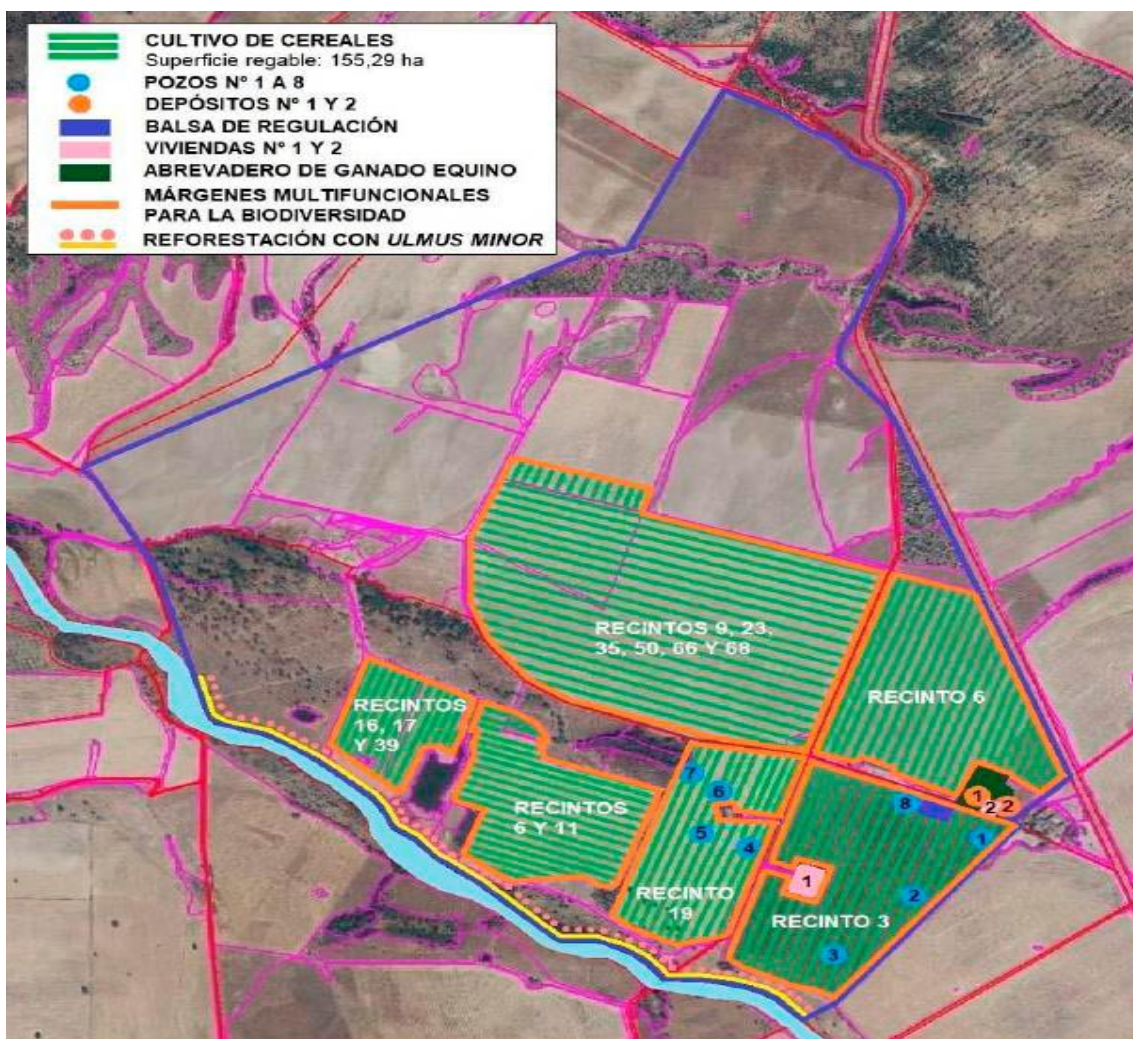 CULTIVO DE CEREALES
Superficie regable: 155,29 ha
POZOS Nº 1 A 8
DEPÓSITOS Nº 1 Y 2
BALSA DE REGULACIÓN
VIVIENDAS Nº 1 Y 2
ABREVADERO DE GANADO EQUINO
MÁRGENES MULTIFUNCIONALES
PARA LA BIODIVERSIDAD
REFORESTACIÓN CON ULMUS MINOR
RECINTOS 9, 23,
35, 50, 66 Y 68
RECINTO 6
RECINTOS
16, 17
Y 39
RECINTOS
6 Y 11
7
6
5
4
RECINTO
19
8
1
2
2
1
1
2
RECINTO 3
3